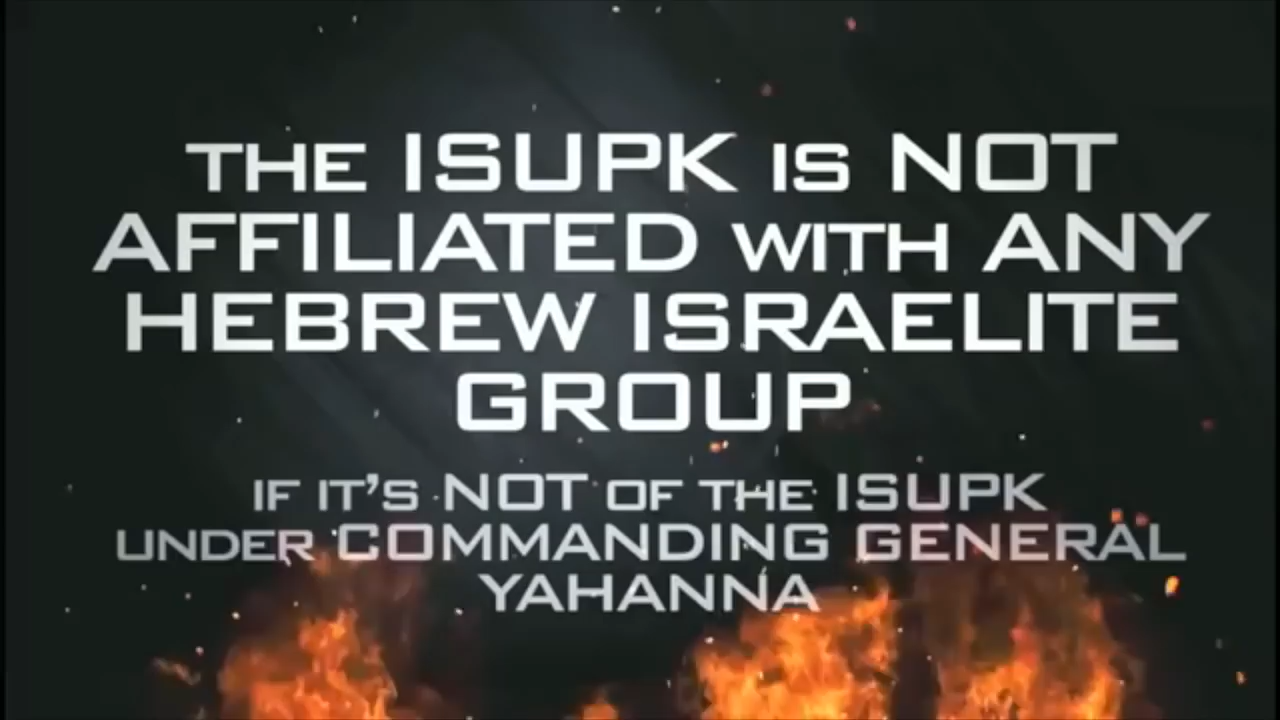 THE ISUPK IS NOT
AFFILIATED WITH ANY
HEBREW ISRAELITE
GROUP
IF IT'S NOT OF THE ISUPK
UNDER COMMANDING GENERAL
YAHANNA